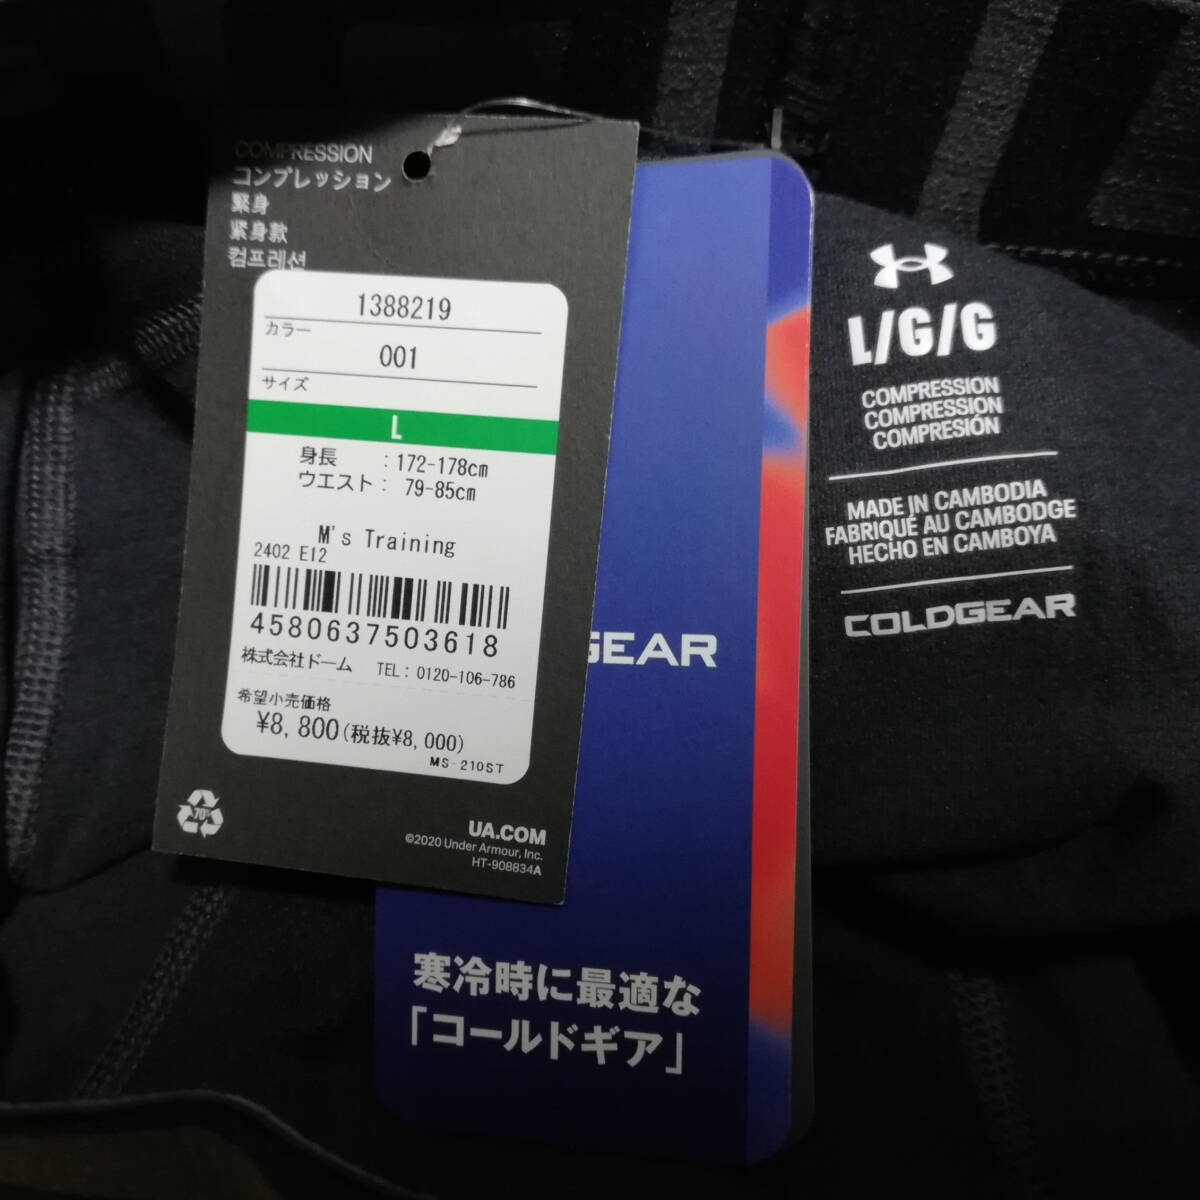 COMPRESSION
コンプレッション
緊身
紧身款
컴프레션
1388219
カラー
001
サイズ
L
身長 :172-178cm
ウエスト: 79-85cm
M's Training
2402 E12
4580637503618
株式会社ドーム TEL: 0120-106-786
希望小売価格
¥8,800(税抜¥8,000)
MS-210ST
70%
UA.COM
©2020 Under Armour, Inc.
HT-908834A
GEAR
寒冷時に最適な
「コールドギア」
L/G/G
COMPRESSION
COMPRESSION
COMPRESIÓN
MADE IN CAMBODIA
FABRIQUÉ AU CAMBODGE
HECHO EN CAMBOYA
COLDGEAR